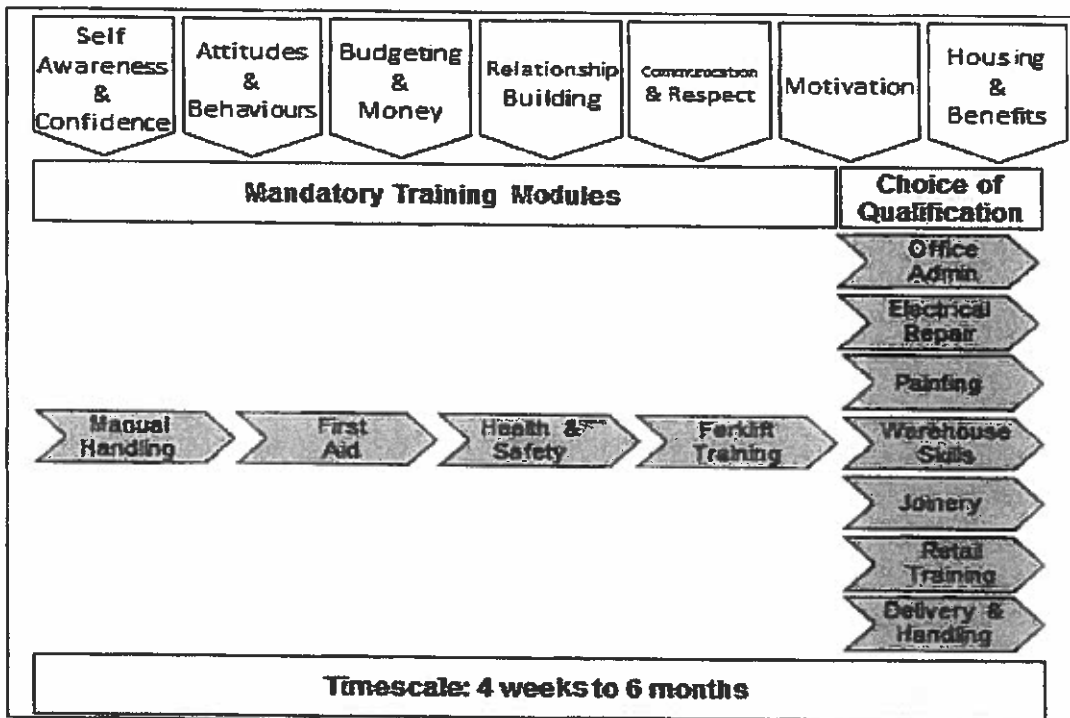 Self
Awareness
&
Confidence
Attitudes
&
Behaviours
Budgeting
&
Money
Relationship
Building
Communication
& Respect
Motivation
Housing
&
Benefits
Mandatory Training Modules
Choice of
Qualification
Office
Admin
Electrical
Repair
Painting
Manual
Handling
First
Aid
Health &
Safety
Forklift
Training
Warehouse
Skills
Joinery
Retail
Training
Delivery &
Handling
Timescale: 4 weeks to 6 months